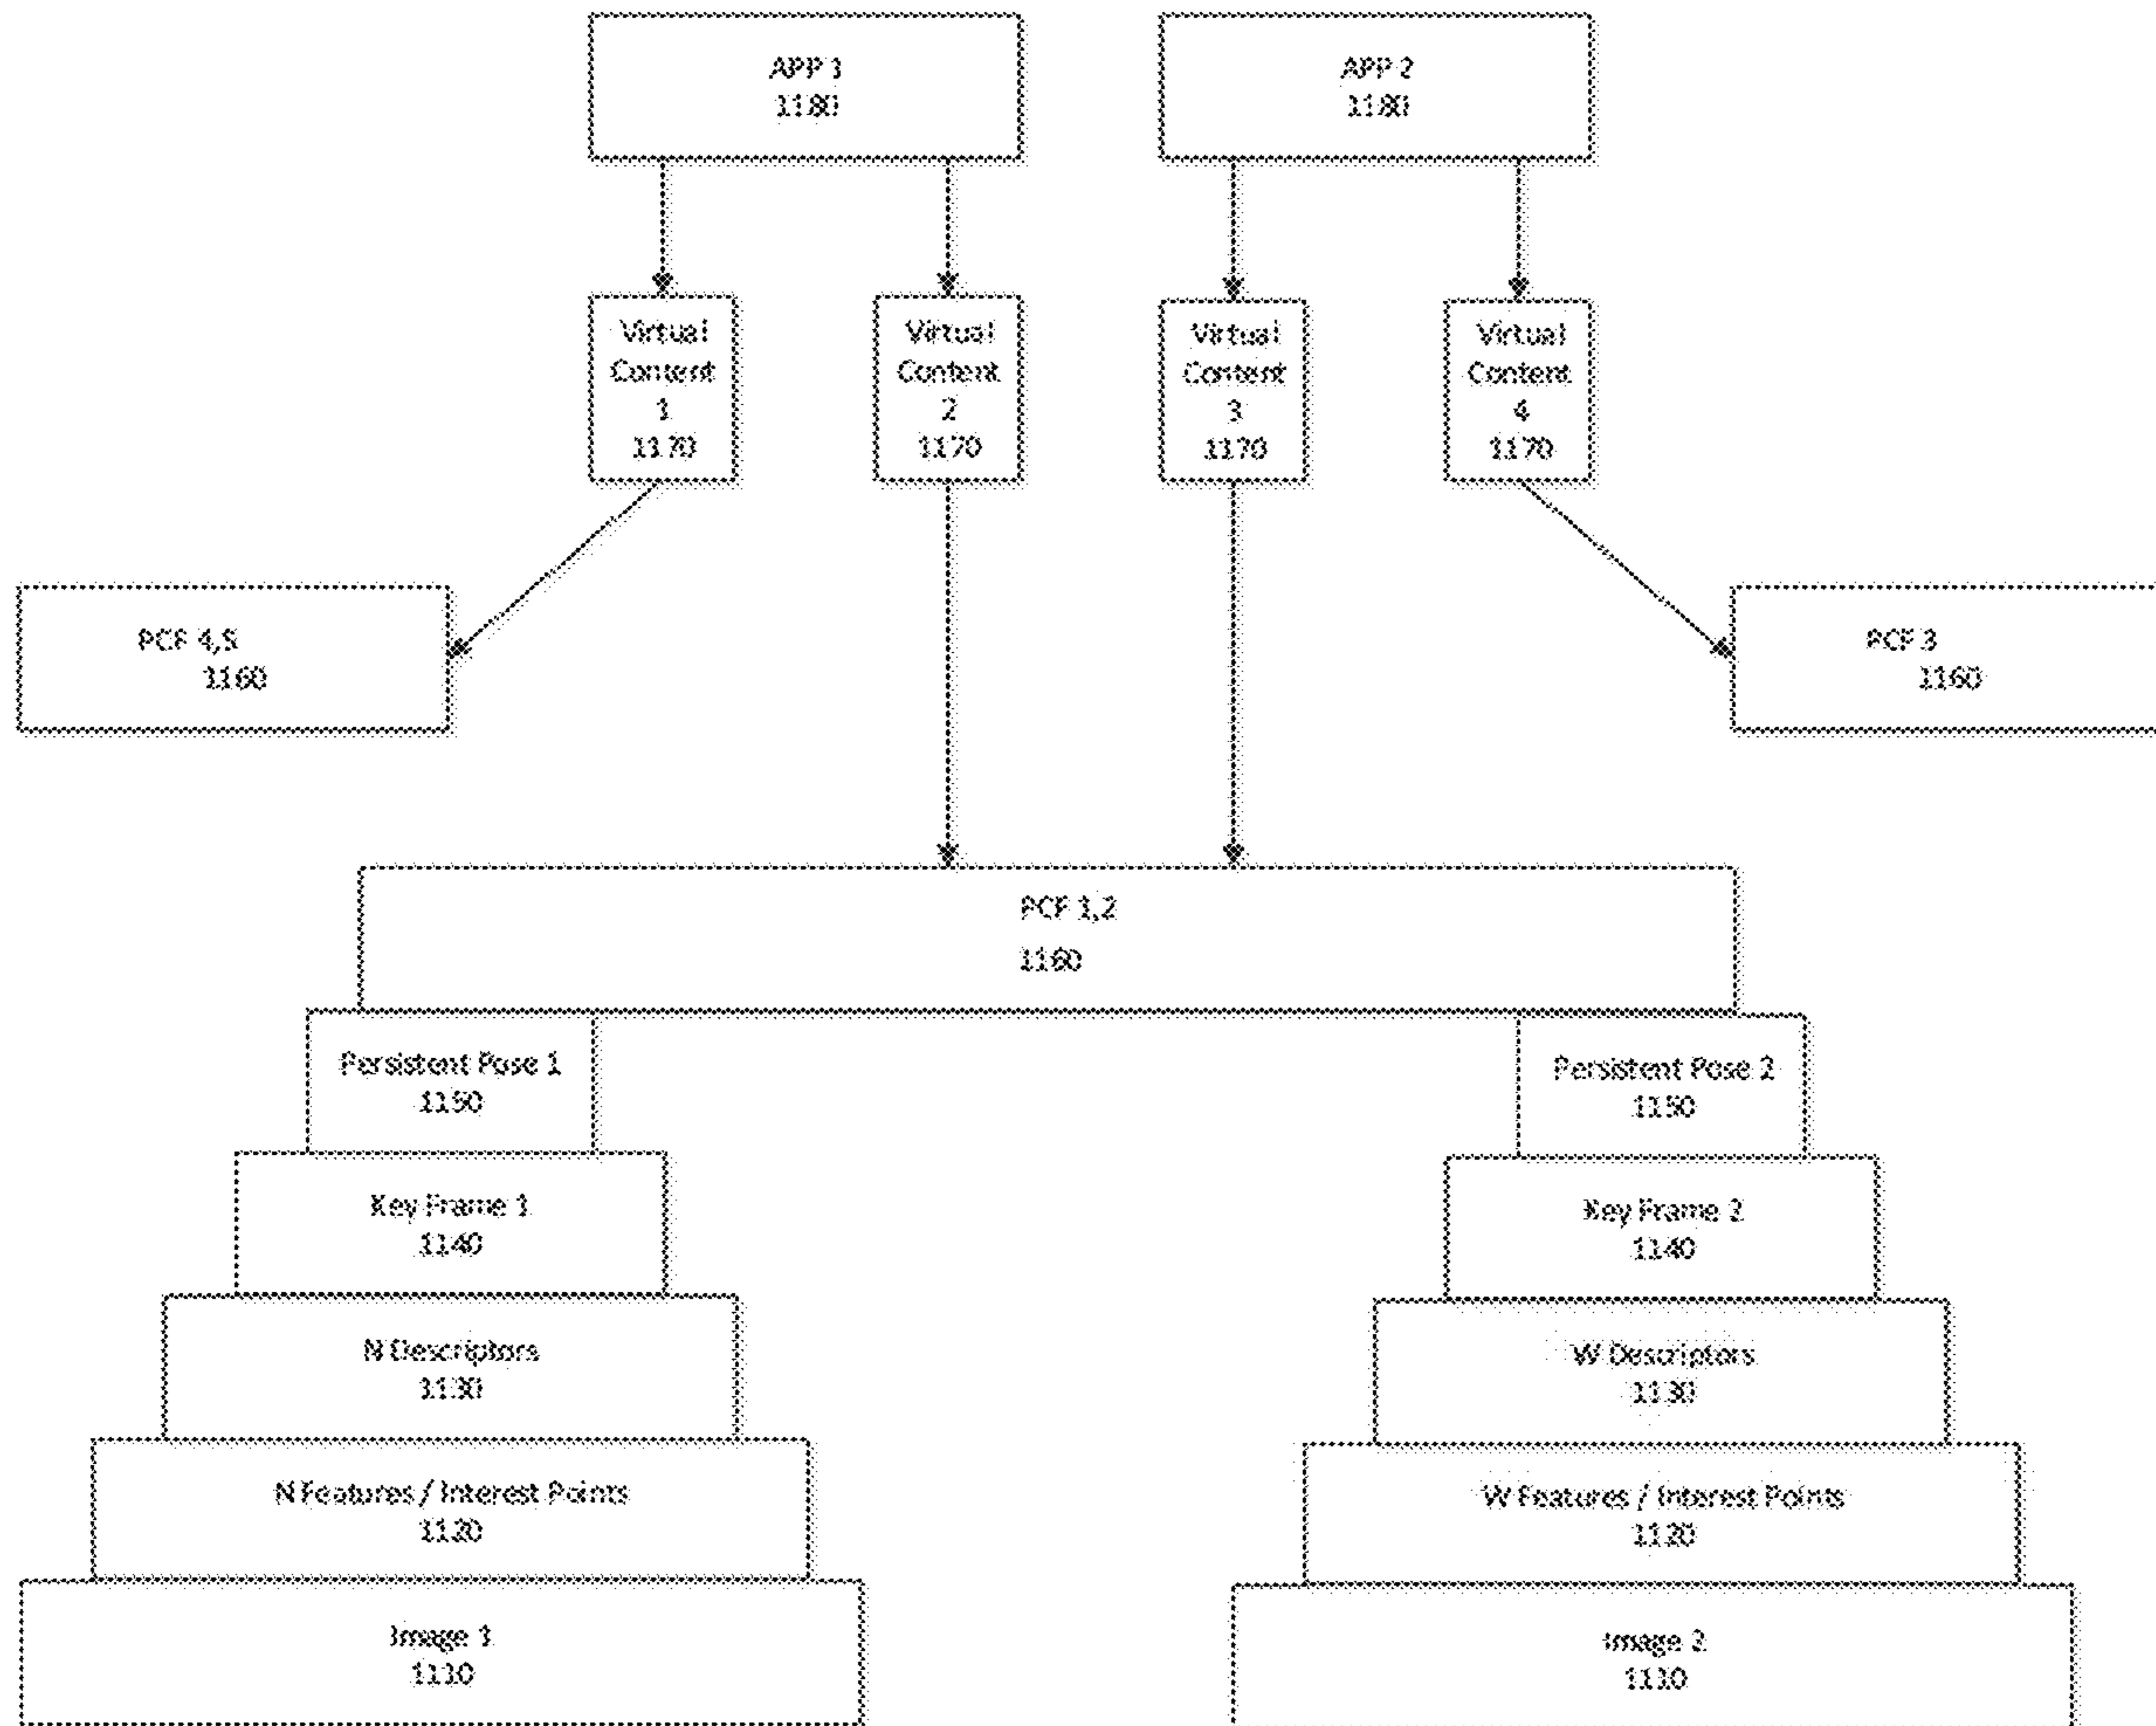 APP 1
1180
APP 2
1180
Virtual
Content
1
1170
Virtual
Content
2
1170
Virtual
Content
3
1170
Virtual
Content
4
1170
PCF 4,5
1160
PCF 3
1160
PCF 1,2
1160
Persistent Pose 1
1150
Persistent Pose 2
1150
Key Frame 1
1140
Key Frame 2
1140
N Descriptors
1130
W Descriptors
1130
N Features / Interest Points
1120
W Features / Interest Points
1120
Image 1
1110
Image 2
1110